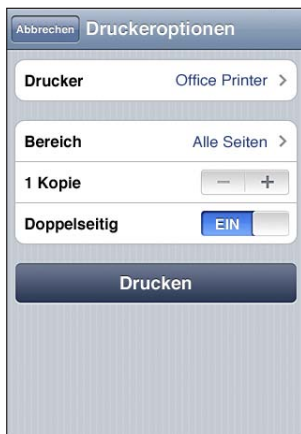 Abbrechen Druckeroptionen
Drucker Office Printer
Bereich Alle Seiten
1 Kopie − +
Doppelseitig EIN
Drucken